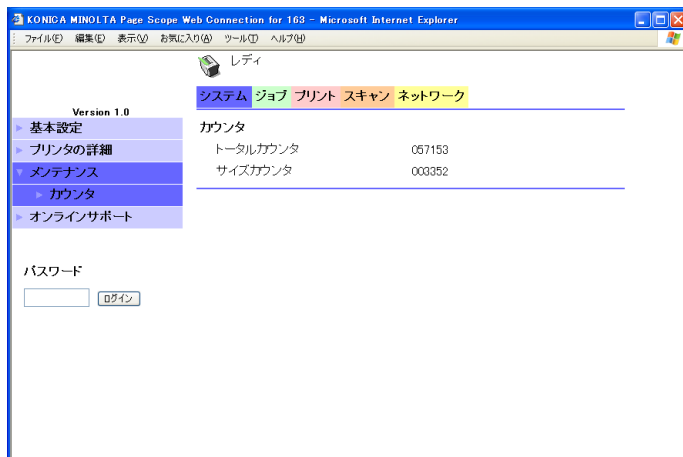 KONICA MINOLTA Page Scope Web Connection for 163 - Microsoft Internet Explorer
ファイル(F) 編集(E) 表示(V) お気に入り(A) ツール(T) ヘルプ(H)
レディ
システム ジョブ プリント スキャン ネットワーク
Version 1.0
基本設定
プリンタの詳細
メンテナンス
カウンタ
オンラインサポート
カウンタ
トータルカウンタ 057153
サイズカウンタ 003352
パスワード
ログイン